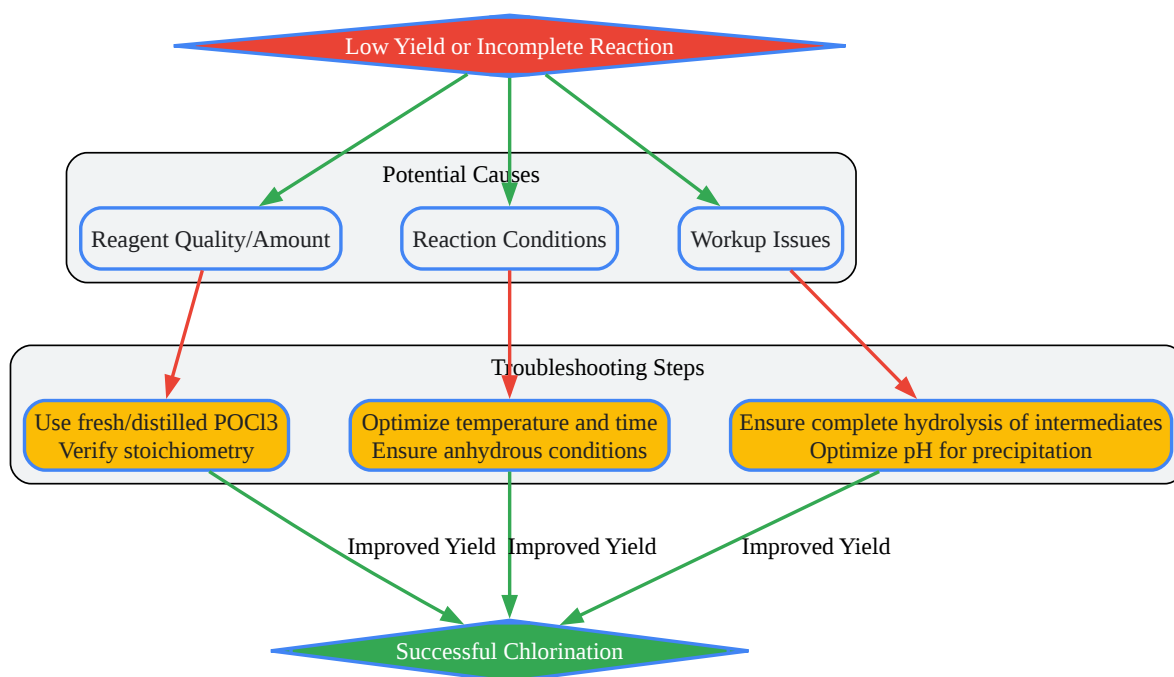 Low Yield or Incomplete Reaction
Potential Causes
Reagent Quality/Amount
Reaction Conditions
Workup Issues
Troubleshooting Steps
Use fresh/distilled POCl3
Verify stoichiometry
Optimize temperature and time
Ensure anhydrous conditions
Ensure complete hydrolysis of intermediates
Optimize pH for precipitation
Improved Yield
Improved Yield
Improved Yield
Successful Chlorination